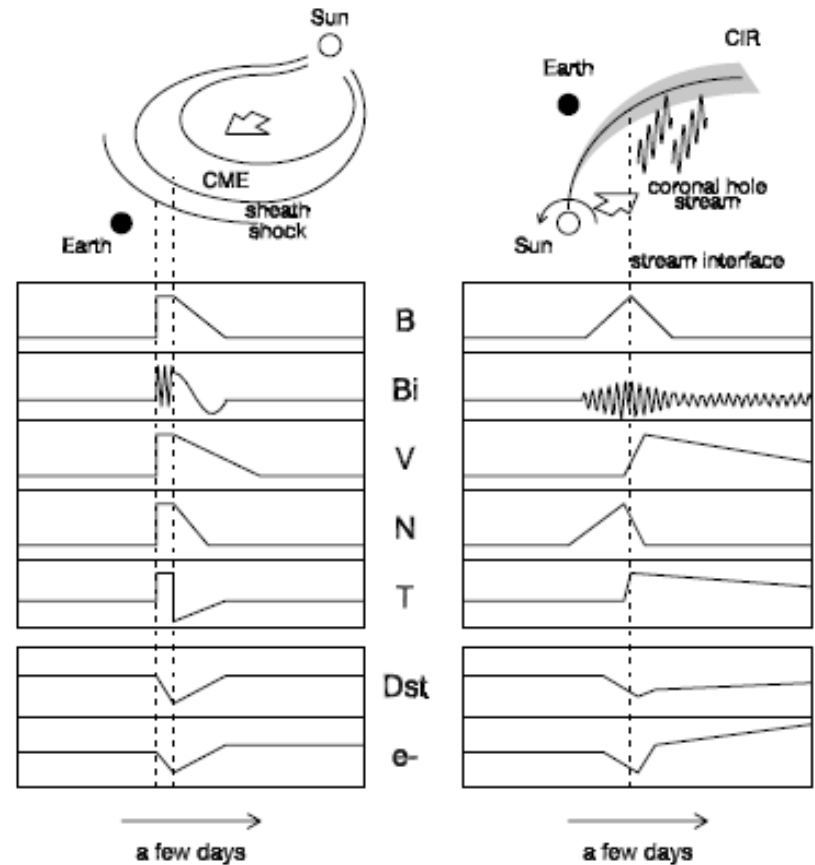 Sun
CME
sheath
shock
Earth
CIR
Earth
coronal hole
stream
Sun
stream interface
B
Bi
V
N
T
Dst
e-
a few days
a few days